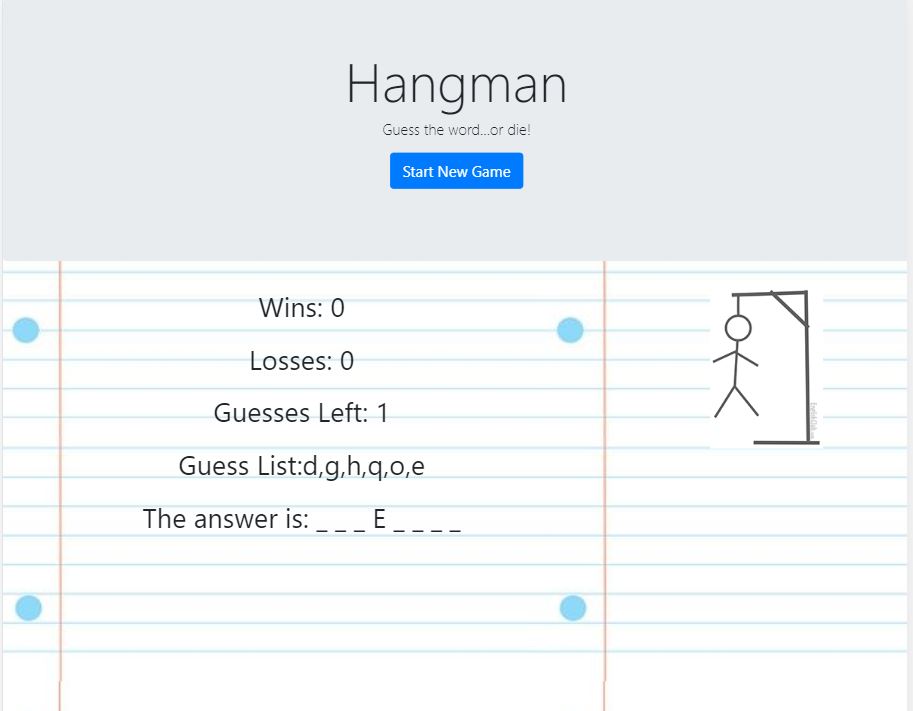 Hangman
Guess the word...or die!
Start New Game
Wins: 0
Losses: 0
Guesses Left: 1
Guess List:d,g,h,q,o,e
The answer is: _ _ _ E _ _ _ _